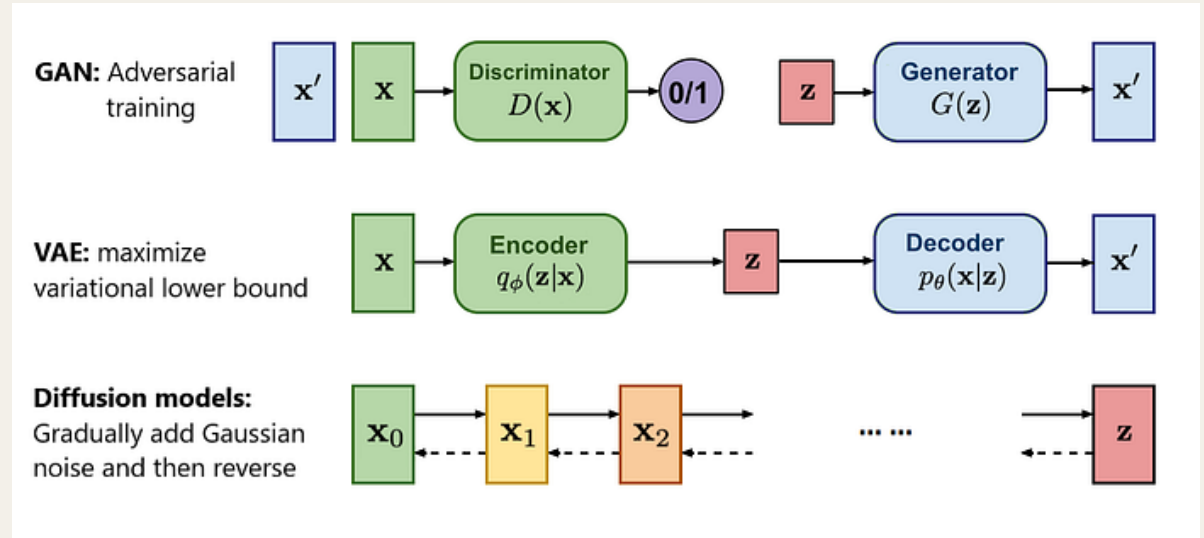 GAN: Adversarial
training
x′
x
Discriminator
D(x)
0/1
z
Generator
G(z)
x′
VAE: maximize
variational lower bound
x
Encoder
qϕ(z|x)
z
Decoder
pθ(x|z)
x′
Diffusion models:
Gradually add Gaussian
noise and then reverse
x₀
x₁
x₂
... ...
z